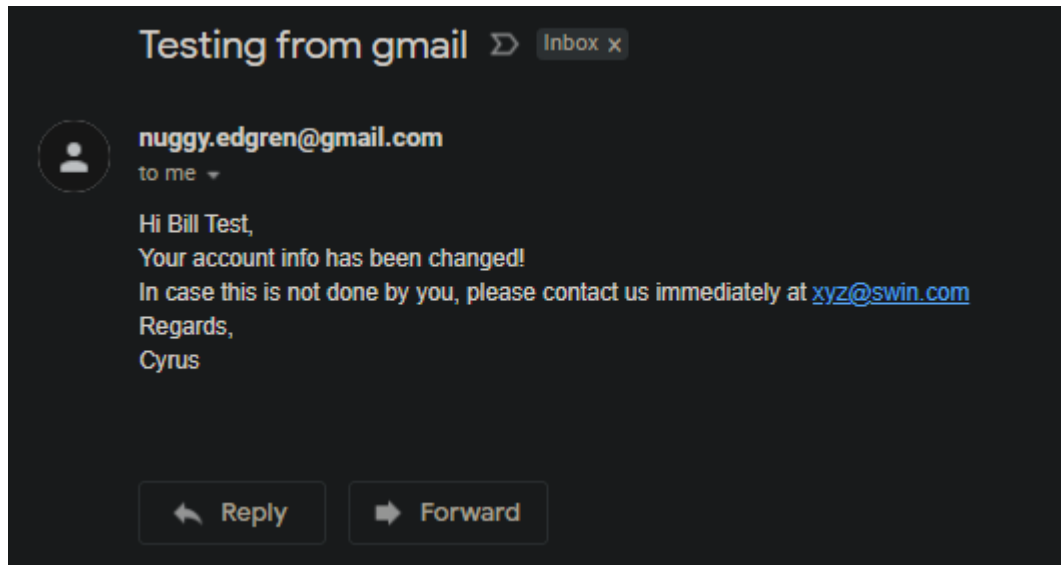 Testing from gmail Inbox x
nuggy.edgren@gmail.com
to me
Hi Bill Test,
Your account info has been changed!
In case this is not done by you, please contact us immediately at xyz@swin.com
Regards,
Cyrus
Reply Forward